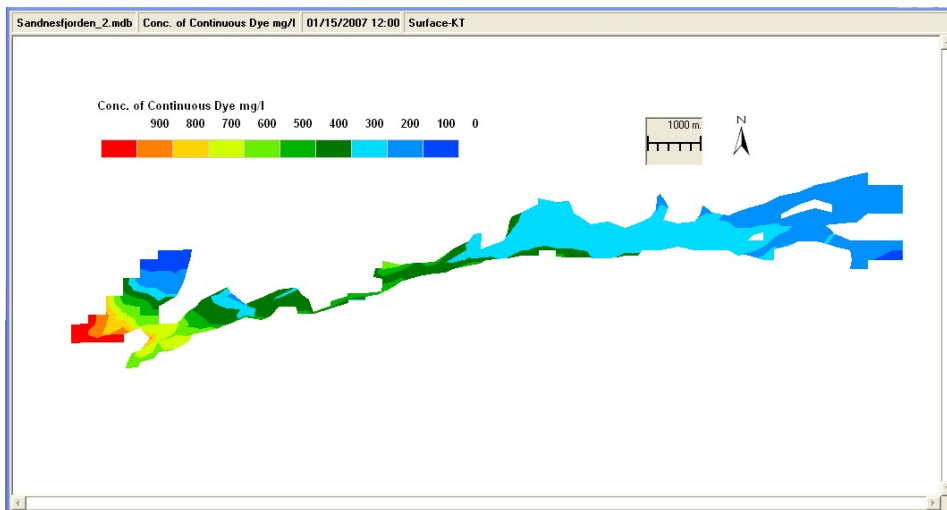 Sandnesfjorden_2.mdb Conc. of Continuous Dye mg/l 01/15/2007 12:00 Surface-KT
Conc. of Continuous Dye mg/l
900 800 700 600 500 400 300 200 100 0
1000 m.
N